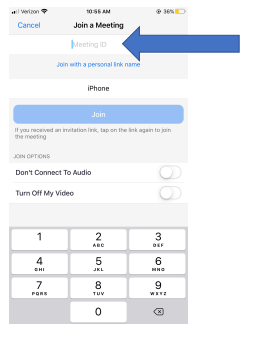 Verizon 10:55 AM 36%
Cancel Join a Meeting
Meeting ID
Join with a personal link name
iPhone
Join
If you received an invitation link, tap on the link again to join
the meeting
JOIN OPTIONS
Don't Connect To Audio
Turn Off My Video
1 2 3
ABC DEF
4 5 6
GHI JKL MNO
7 8 9
PQRS TUV WXYZ
0